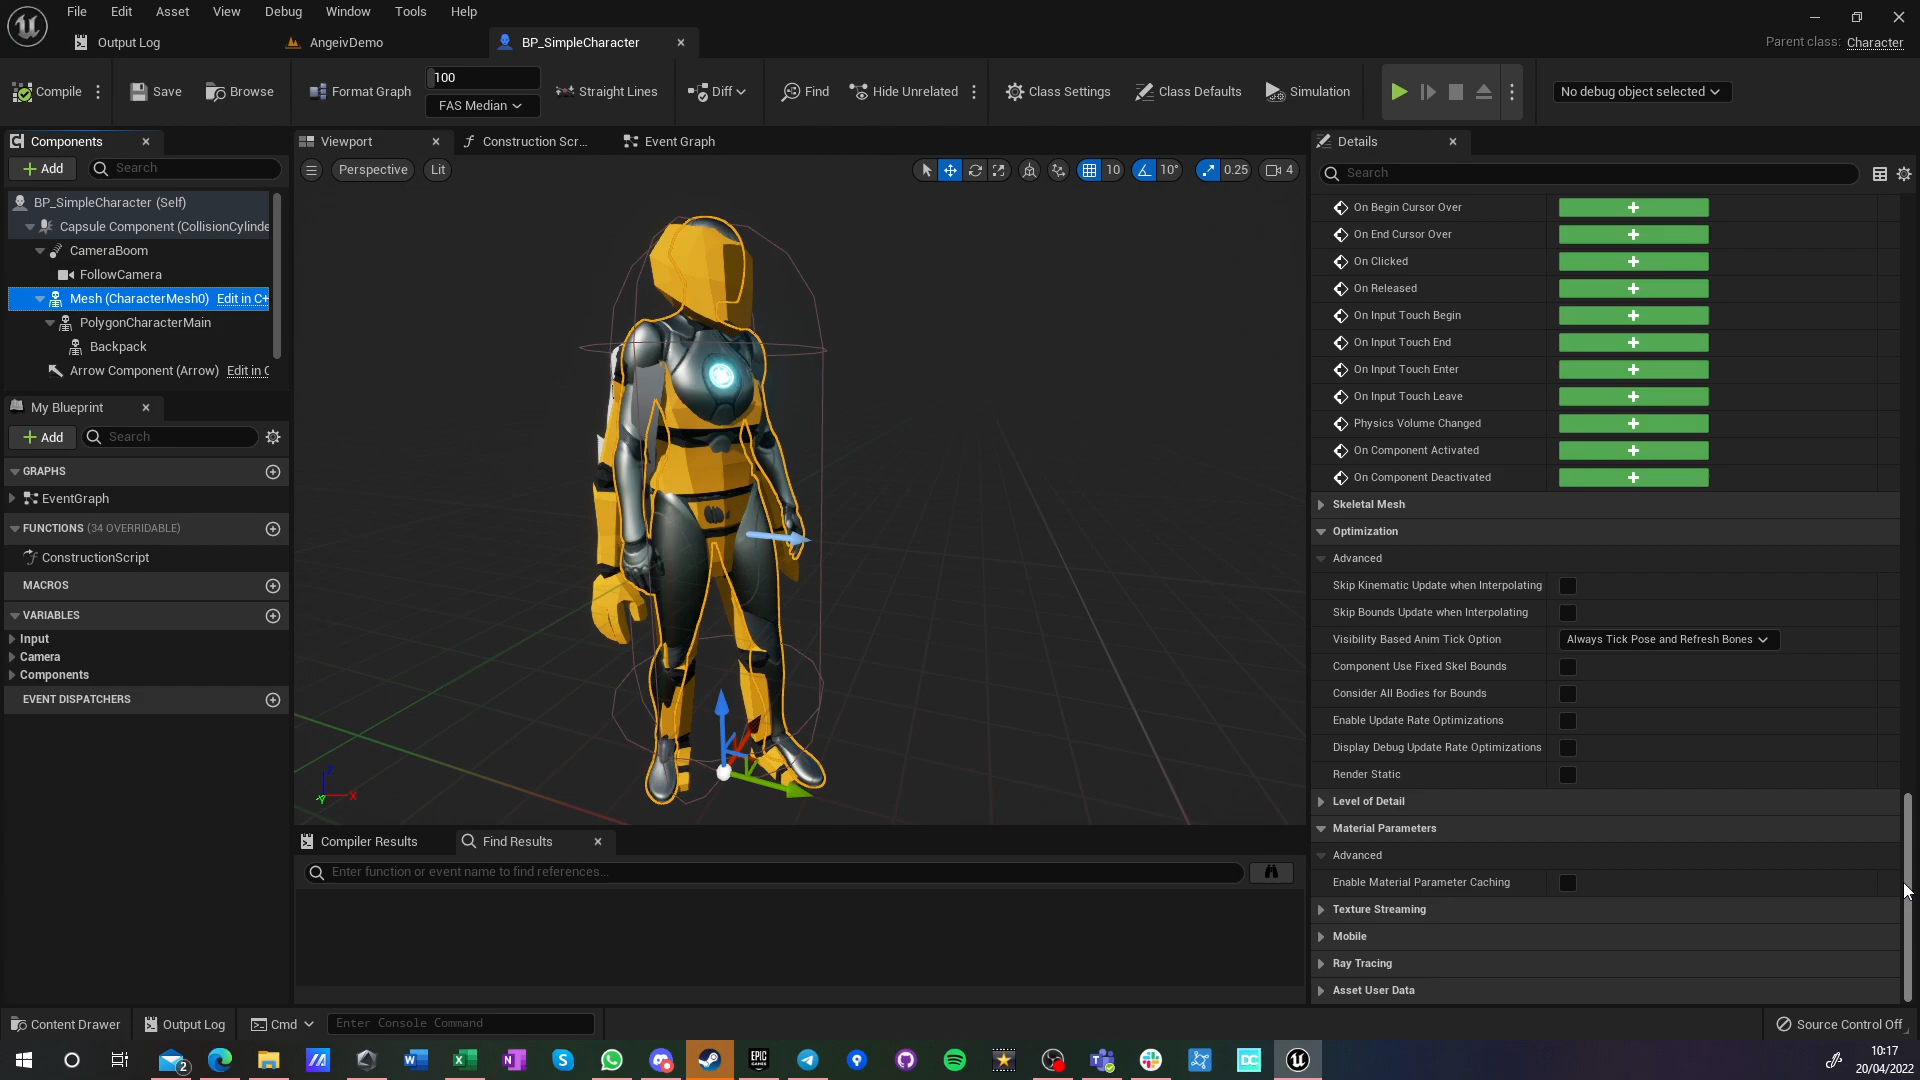 File Edit Asset View Debug Window Tools Help
Output Log
AngeivDemo
BP_SimpleCharacter
Parent class: Character
Compile
Save
Browse
Format Graph
100
FAS Median
Straight Lines
Diff
Find
Hide Unrelated
Class Settings
Class Defaults
Simulation
No debug object selected
Components
Add
Search
BP_SimpleCharacter (Self)
Capsule Component (CollisionCylinde
CameraBoom
FollowCamera
Mesh (CharacterMesh0) Edit in C+
PolygonCharacterMain
Backpack
Arrow Component (Arrow) Edit in C
My Blueprint
Add
Search
GRAPHS
EventGraph
FUNCTIONS (34 OVERRIDABLE)
ConstructionScript
MACROS
VARIABLES
Input
Camera
Components
EVENT DISPATCHERS
Viewport
Construction Scr...
Event Graph
Perspective
Lit
10
10°
0.25
4
Z
X
Y
Compiler Results
Find Results
Enter function or event name to find references...
Details
Search
On Begin Cursor Over
On End Cursor Over
On Clicked
On Released
On Input Touch Begin
On Input Touch End
On Input Touch Enter
On Input Touch Leave
Physics Volume Changed
On Component Activated
On Component Deactivated
Skeletal Mesh
Optimization
Advanced
Skip Kinematic Update when Interpolating
Skip Bounds Update when Interpolating
Visibility Based Anim Tick Option Always Tick Pose and Refresh Bones
Component Use Fixed Skel Bounds
Consider All Bodies for Bounds
Enable Update Rate Optimizations
Display Debug Update Rate Optimizations
Render Static
Level of Detail
Material Parameters
Advanced
Enable Material Parameter Caching
Texture Streaming
Mobile
Ray Tracing
Asset User Data
Content Drawer
Output Log
Cmd
Enter Console Command
Source Control Off
2
EPIC
GAMES
DC
10:17
20/04/2022